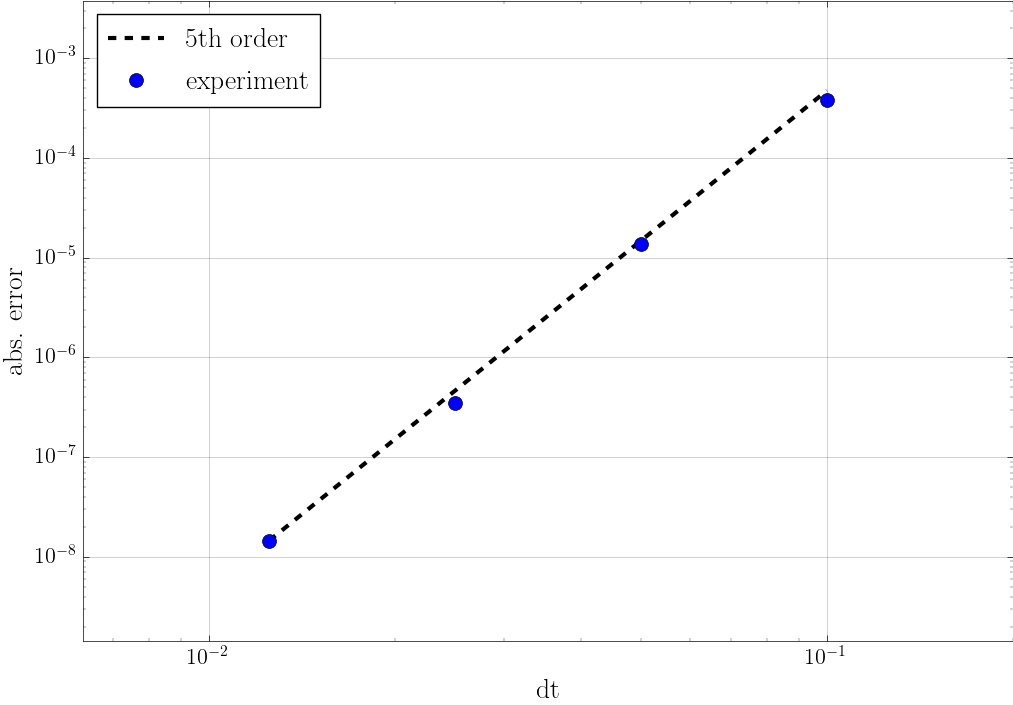 5th order
experiment
10⁻³
10⁻⁴
10⁻⁵
10⁻⁶
10⁻⁷
10⁻⁸
abs. error
10⁻²
10⁻¹
dt